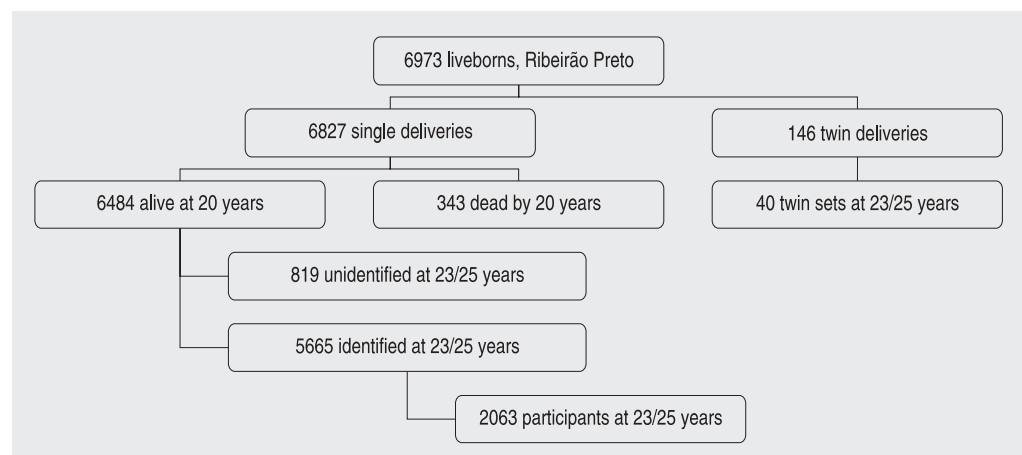 6973 liveborns, Ribeirão Preto
6827 single deliveries
146 twin deliveries
6484 alive at 20 years
343 dead by 20 years
40 twin sets at 23/25 years
819 unidentified at 23/25 years
5665 identified at 23/25 years
2063 participants at 23/25 years